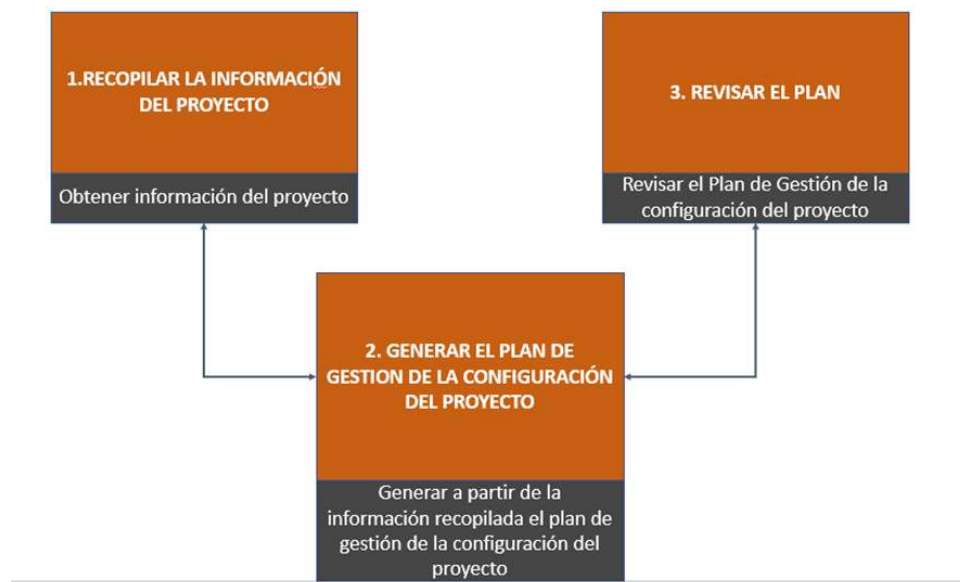 1.RECOPILAR LA INFORMACIÓN
DEL PROYECTO
Obtener información del proyecto
2. GENERAR EL PLAN DE
GESTION DE LA CONFIGURACIÓN
DEL PROYECTO
Generar a partir de la
información recopilada el plan de
gestión de la configuración del
proyecto
3. REVISAR EL PLAN
Revisar el Plan de Gestión de la
configuración del proyecto